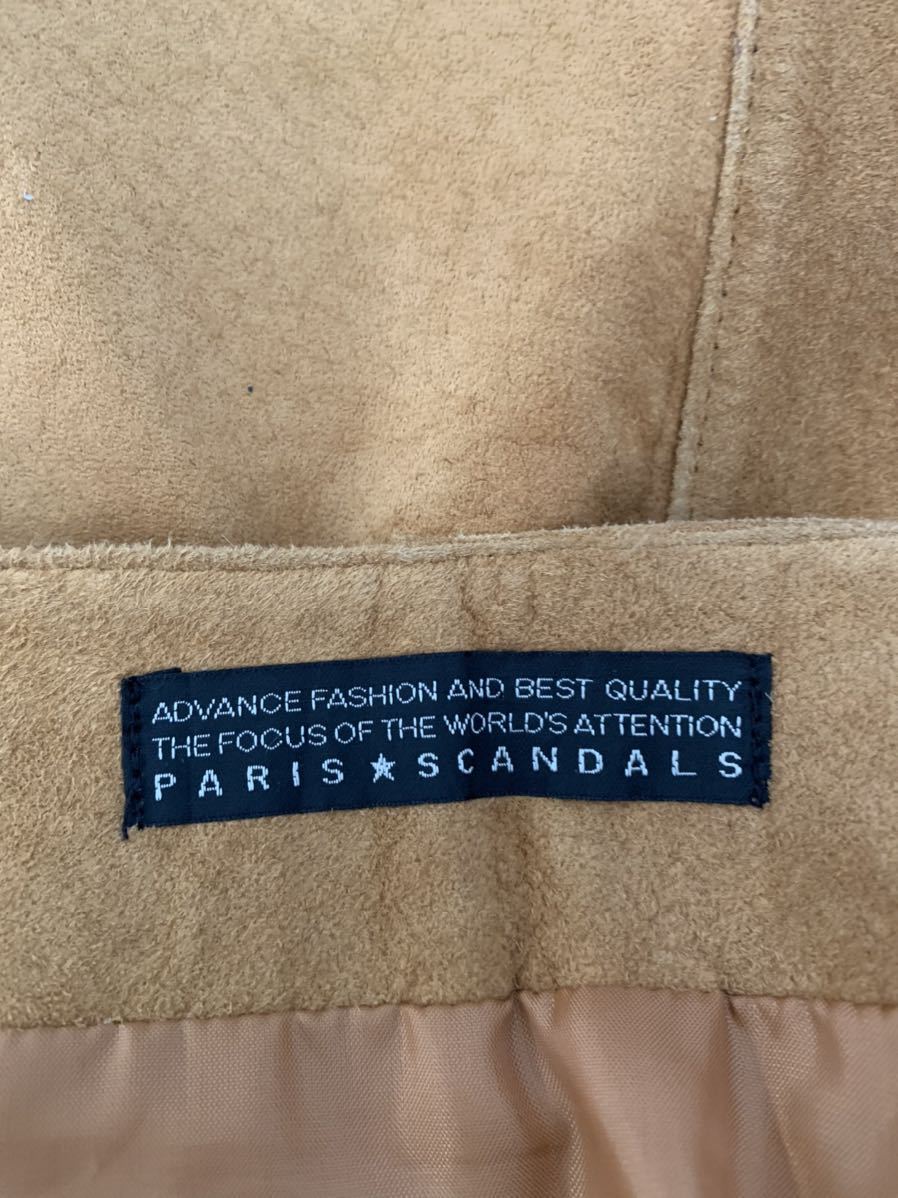 ADVANCE FASHION AND BEST QUALITY
THE FOCUS OF THE WORLD'S ATTENTION
PARIS★SCANDALS